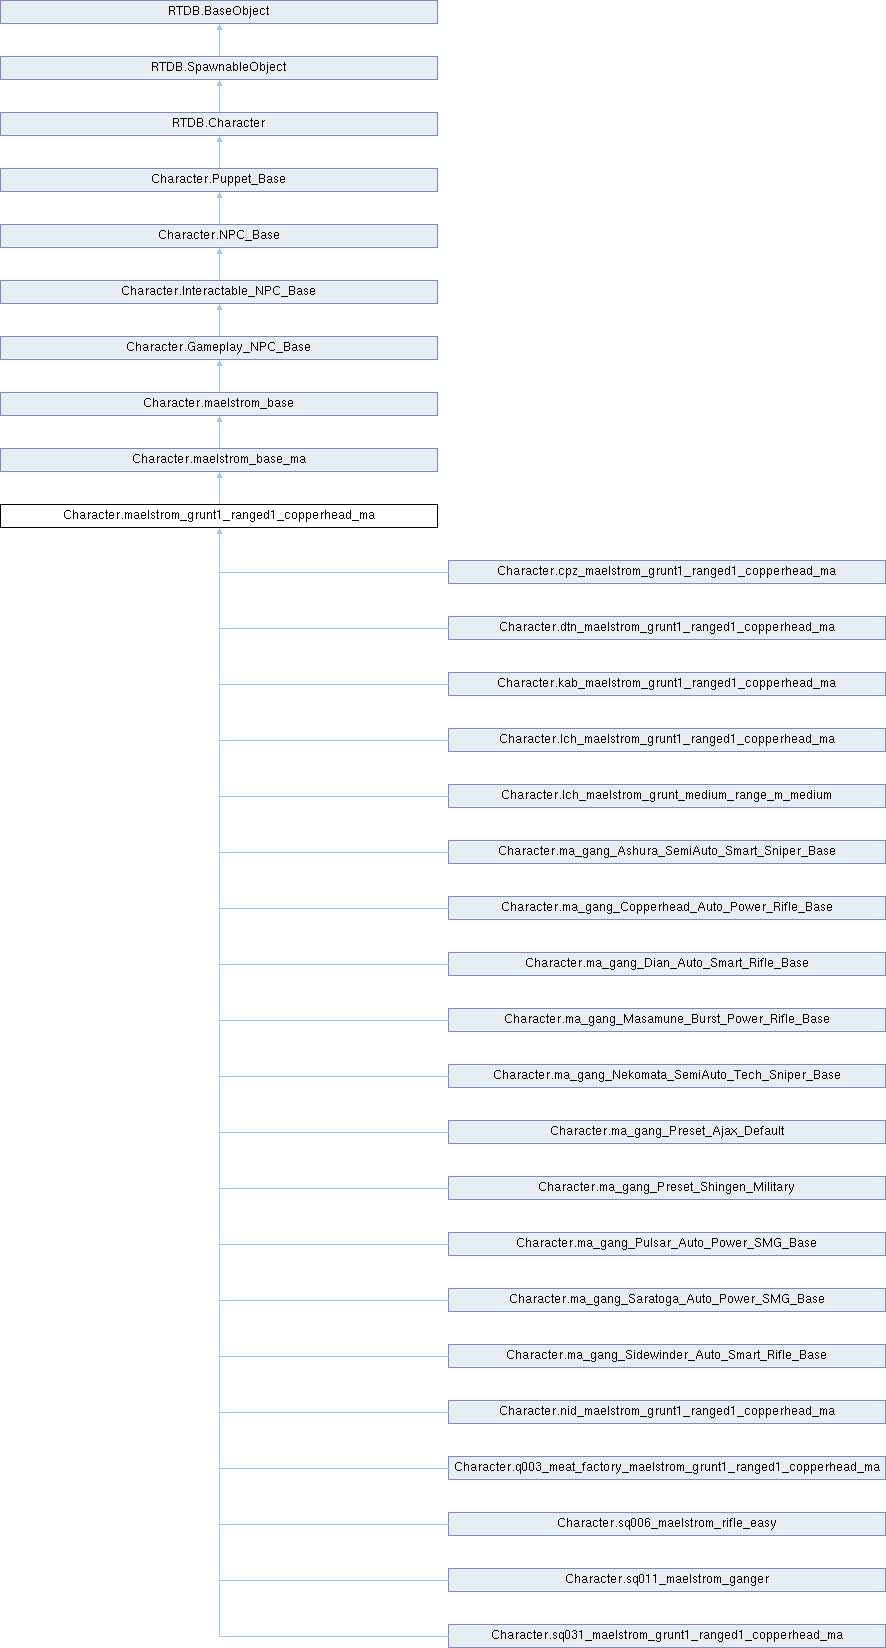 RTDB.BaseObject
RTDB.SpawnableObject
RTDB.Character
Character.Puppet_Base
Character.NPC_Base
Character.Interactable_NPC_Base
Character.Gameplay_NPC_Base
Character.maelstrom_base
Character.maelstrom_base_ma
Character.maelstrom_grunt1_ranged1_copperhead_ma
Character.cpz_maelstrom_grunt1_ranged1_copperhead_ma
Character.dtn_maelstrom_grunt1_ranged1_copperhead_ma
Character.kab_maelstrom_grunt1_ranged1_copperhead_ma
Character.lch_maelstrom_grunt1_ranged1_copperhead_ma
Character.lch_maelstrom_grunt_medium_range_m_medium
Character.ma_gang_Ashura_SemiAuto_Smart_Sniper_Base
Character.ma_gang_Copperhead_Auto_Power_Rifle_Base
Character.ma_gang_Dian_Auto_Smart_Rifle_Base
Character.ma_gang_Masamune_Burst_Power_Rifle_Base
Character.ma_gang_Nekomata_SemiAuto_Tech_Sniper_Base
Character.ma_gang_Preset_Ajax_Default
Character.ma_gang_Preset_Shingen_Military
Character.ma_gang_Pulsar_Auto_Power_SMG_Base
Character.ma_gang_Saratoga_Auto_Power_SMG_Base
Character.ma_gang_Sidewinder_Auto_Smart_Rifle_Base
Character.nid_maelstrom_grunt1_ranged1_copperhead_ma
Character.q003_meat_factory_maelstrom_grunt1_ranged1_copperhead_ma
Character.sq006_maelstrom_rifle_easy
Character.sq011_maelstrom_ganger
Character.sq031_maelstrom_grunt1_ranged1_copperhead_ma